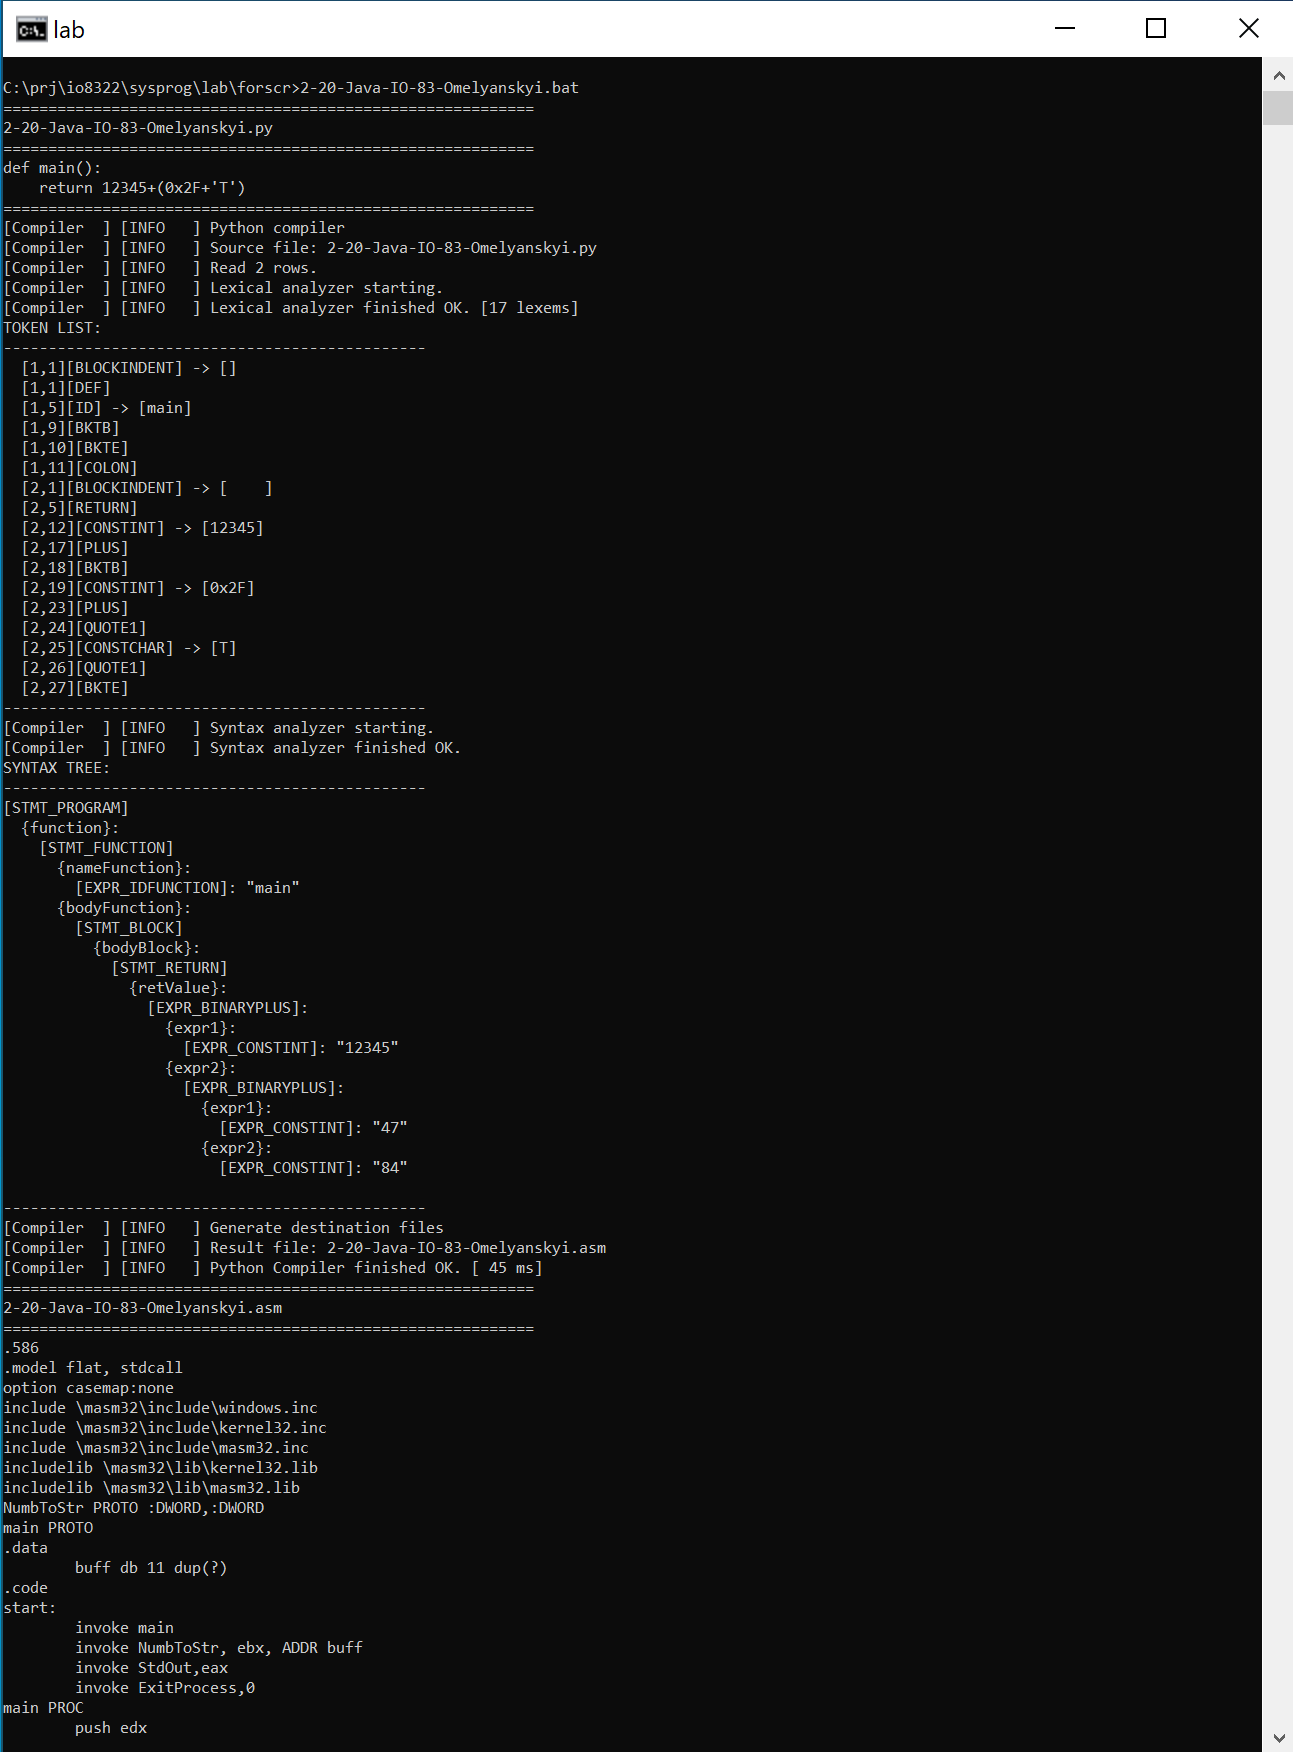 lab
C:\prj\io8322\sysprog\lab\forscr>2-20-Java-IO-83-Omelyanskyi.bat
===========================================================
2-20-Java-IO-83-Omelyanskyi.py
===========================================================
def main():
    return 12345+(0x2F+'T')
===========================================================
[Compiler  ] [INFO   ] Python compiler
[Compiler  ] [INFO   ] Source file: 2-20-Java-IO-83-Omelyanskyi.py
[Compiler  ] [INFO   ] Read 2 rows.
[Compiler  ] [INFO   ] Lexical analyzer starting.
[Compiler  ] [INFO   ] Lexical analyzer finished OK. [17 lexems]
TOKEN LIST:
-----------------------------------------------
  [1,1][BLOCKINDENT] -> []
  [1,1][DEF]
  [1,5][ID] -> [main]
  [1,9][BKTB]
  [1,10][BKTE]
  [1,11][COLON]
  [2,1][BLOCKINDENT] -> [    ]
  [2,5][RETURN]
  [2,12][CONSTINT] -> [12345]
  [2,17][PLUS]
  [2,18][BKTB]
  [2,19][CONSTINT] -> [0x2F]
  [2,23][PLUS]
  [2,24][QUOTE1]
  [2,25][CONSTCHAR] -> [T]
  [2,26][QUOTE1]
  [2,27][BKTE]
-----------------------------------------------
[Compiler  ] [INFO   ] Syntax analyzer starting.
[Compiler  ] [INFO   ] Syntax analyzer finished OK.
SYNTAX TREE:
-----------------------------------------------
[STMT_PROGRAM]
  {function}:
    [STMT_FUNCTION]
      {nameFunction}:
        [EXPR_IDFUNCTION]: "main"
      {bodyFunction}:
        [STMT_BLOCK]
          {bodyBlock}:
            [STMT_RETURN]
              {retValue}:
                [EXPR_BINARYPLUS]:
                  {expr1}:
                    [EXPR_CONSTINT]: "12345"
                  {expr2}:
                    [EXPR_BINARYPLUS]:
                      {expr1}:
                        [EXPR_CONSTINT]: "47"
                      {expr2}:
                        [EXPR_CONSTINT]: "84"
-----------------------------------------------
[Compiler  ] [INFO   ] Generate destination files
[Compiler  ] [INFO   ] Result file: 2-20-Java-IO-83-Omelyanskyi.asm
[Compiler  ] [INFO   ] Python Compiler finished OK. [ 45 ms]
===========================================================
2-20-Java-IO-83-Omelyanskyi.asm
===========================================================
.586
.model flat, stdcall
option casemap:none
include \masm32\include\windows.inc
include \masm32\include\kernel32.inc
include \masm32\include\masm32.inc
includelib \masm32\lib\kernel32.lib
includelib \masm32\lib\masm32.lib
NumbToStr PROTO :DWORD,:DWORD
main PROTO
.data
        buff db 11 dup(?)
.code
start:
        invoke main
        invoke NumbToStr, ebx, ADDR buff
        invoke StdOut,eax
        invoke ExitProcess,0
main PROC
        push edx